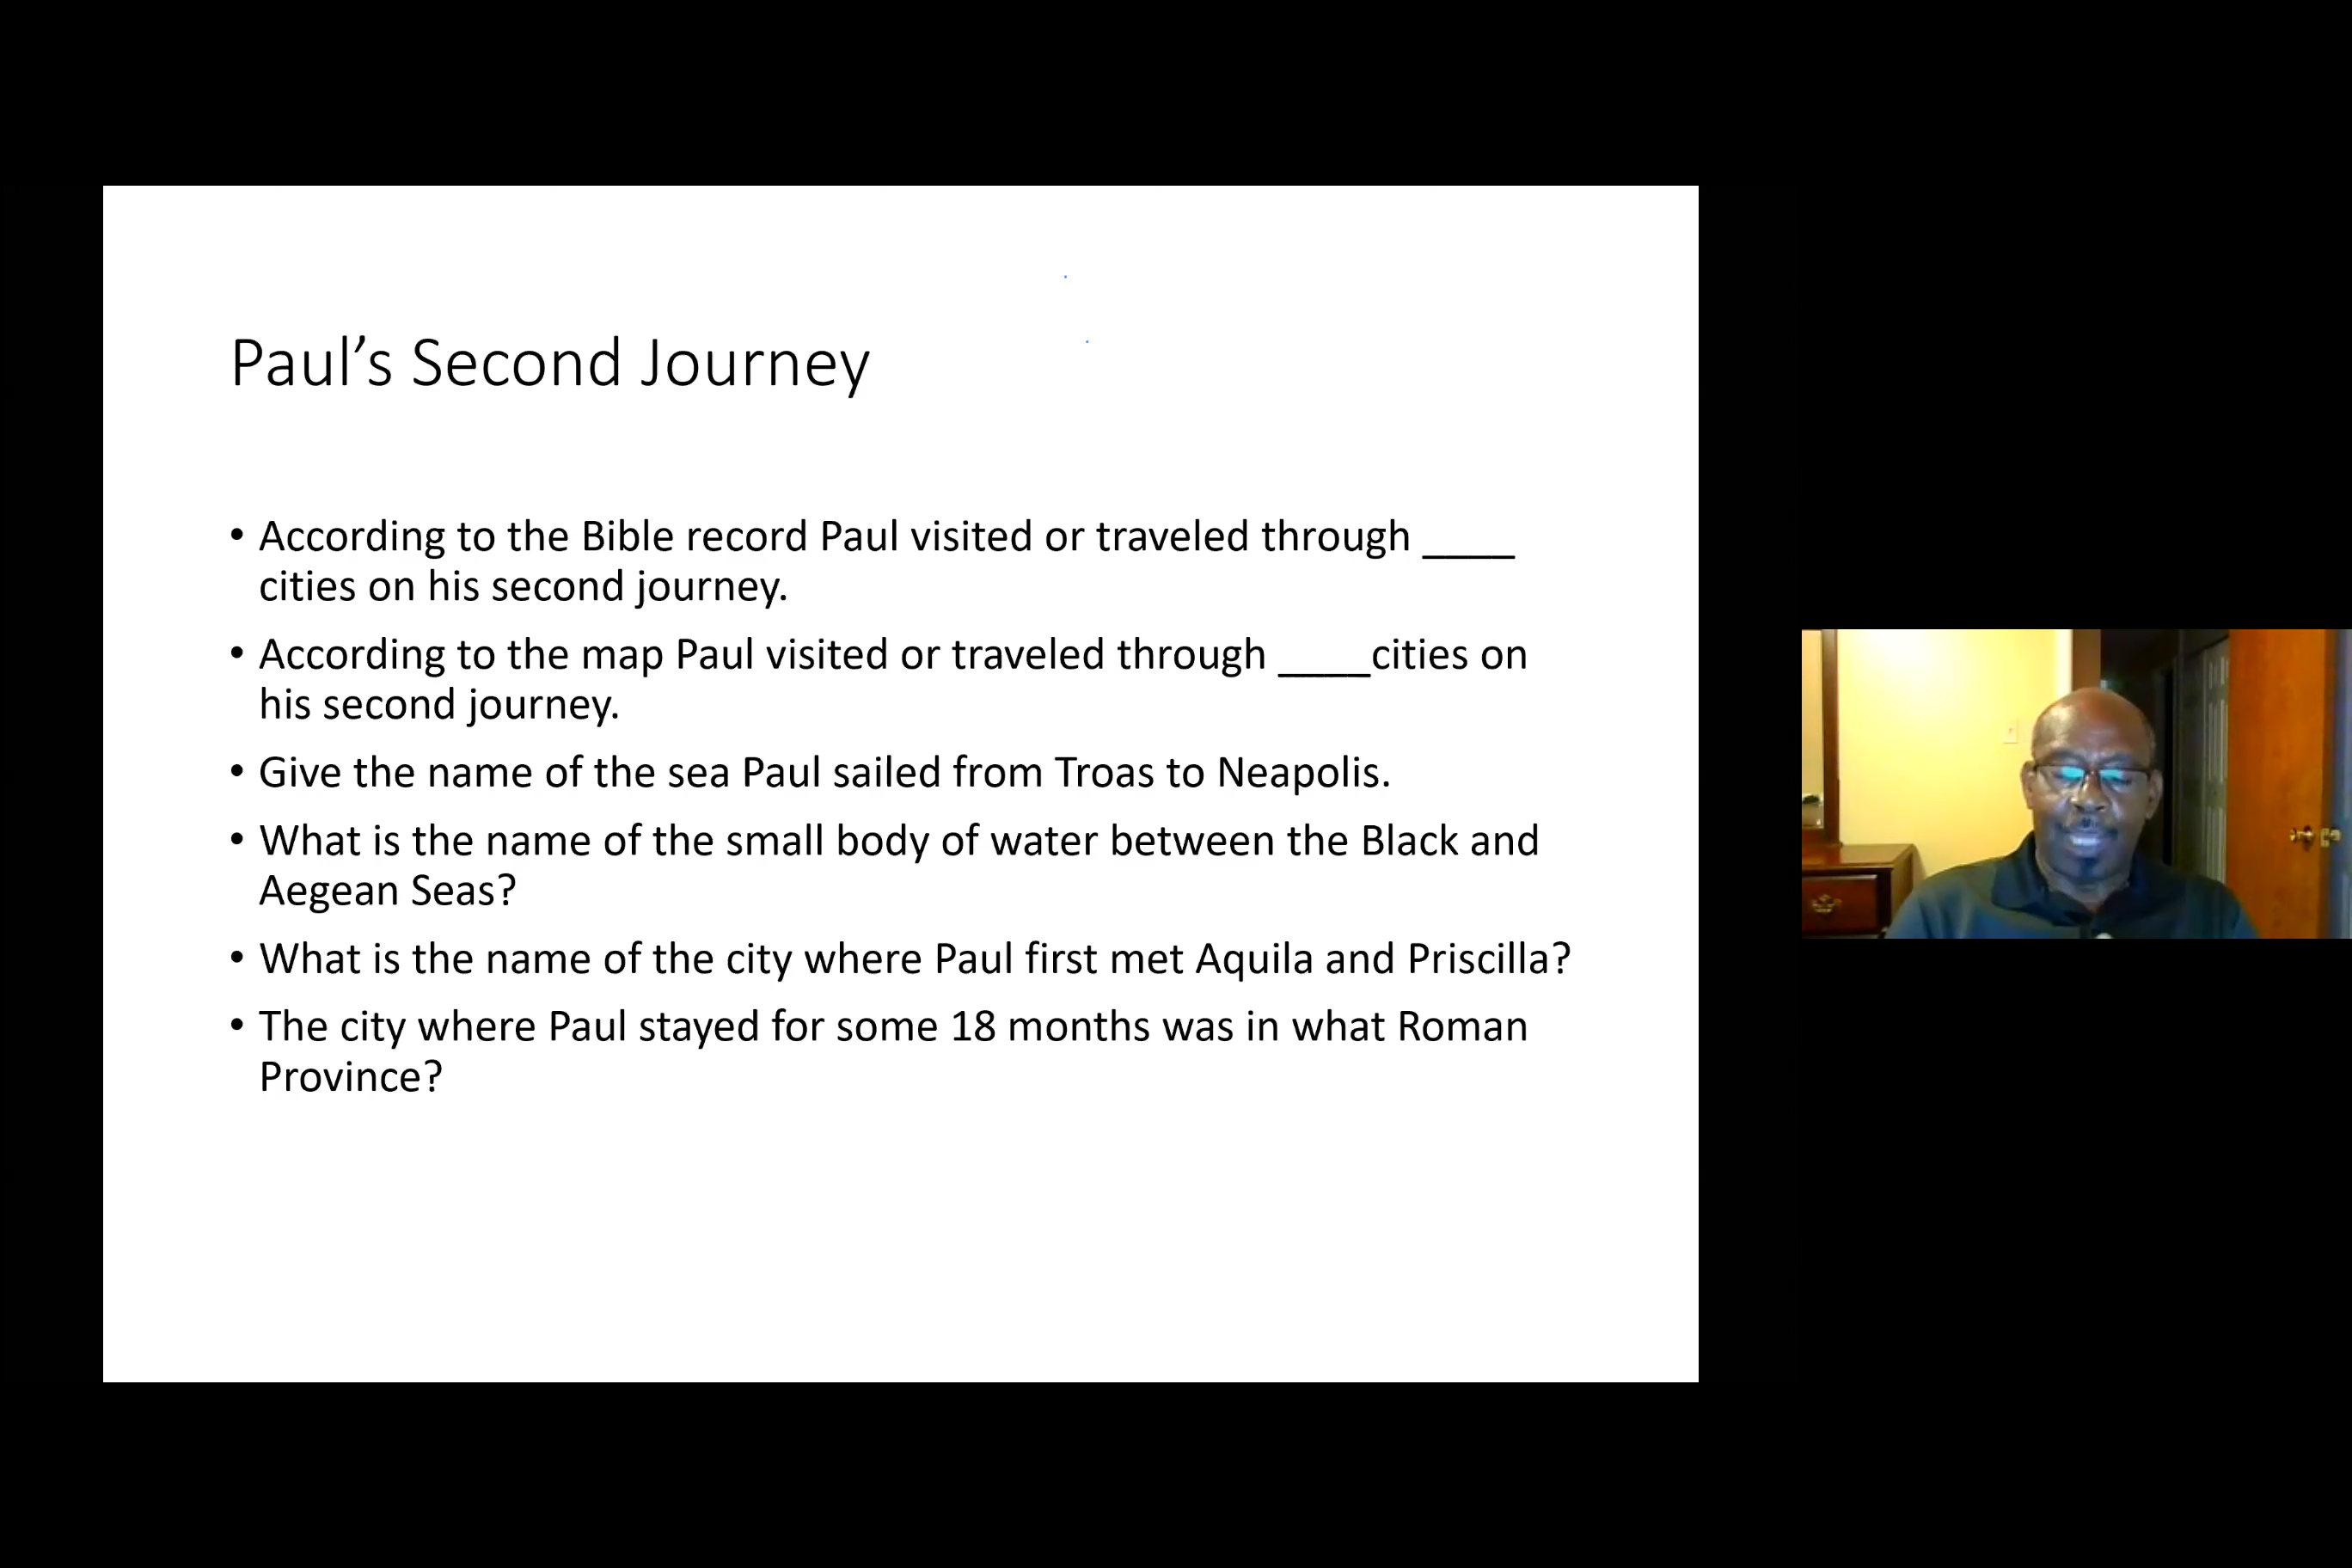 Paul’s Second Journey
• According to the Bible record Paul visited or traveled through ____
cities on his second journey.
• According to the map Paul visited or traveled through ____cities on
his second journey.
• Give the name of the sea Paul sailed from Troas to Neapolis.
• What is the name of the small body of water between the Black and
Aegean Seas?
• What is the name of the city where Paul first met Aquila and Priscilla?
• The city where Paul stayed for some 18 months was in what Roman
Province?